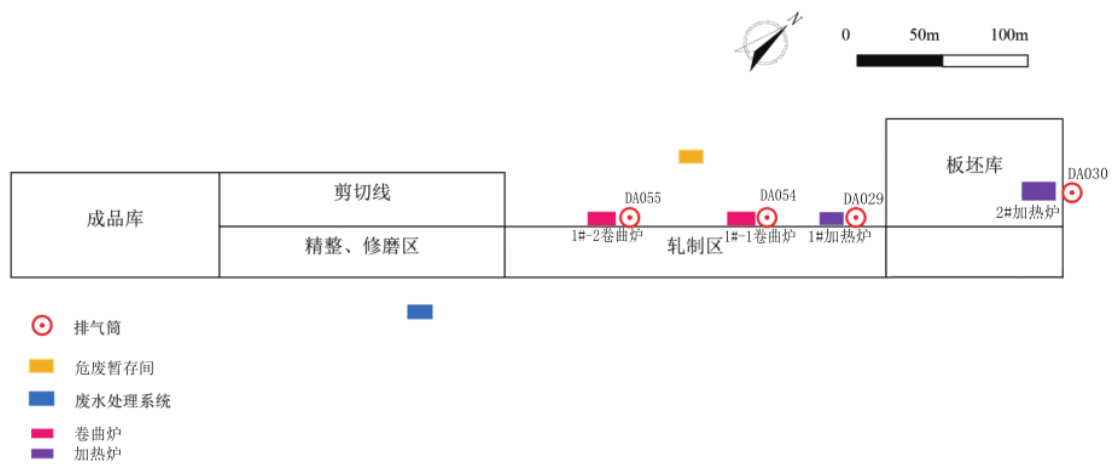 N
0 50m 100m
板坯库
DA030
剪切线
DA055
DA054
DA029
成品库
2#加热炉
1#-2卷曲炉
1#-1卷曲炉
1#加热炉
精整、修磨区
轧制区
排气筒
危废暂存间
废水处理系统
卷曲炉
加热炉